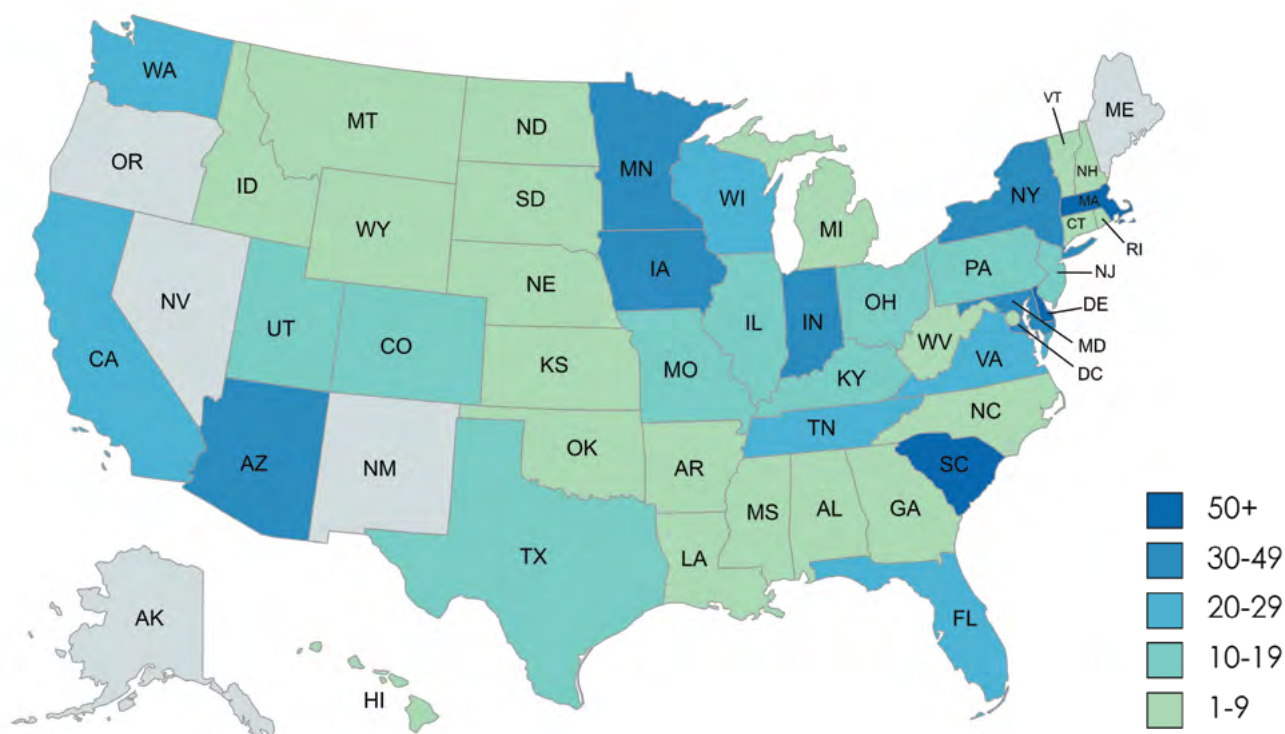 WA
MT
ND
MN
VT
ME
OR
ID
SD
WI
NH
NY
MA
WY
MI
CT
RI
IA
NE
PA
NJ
NV
OH
DE
UT
IL
IN
CA
CO
WV
MD
VA
DC
KS
MO
KY
NC
TN
AZ
OK
NM
AR
SC
MS
AL
GA
50+
TX
LA
30-49
20-29
AK
FL
10-19
HI
1-9